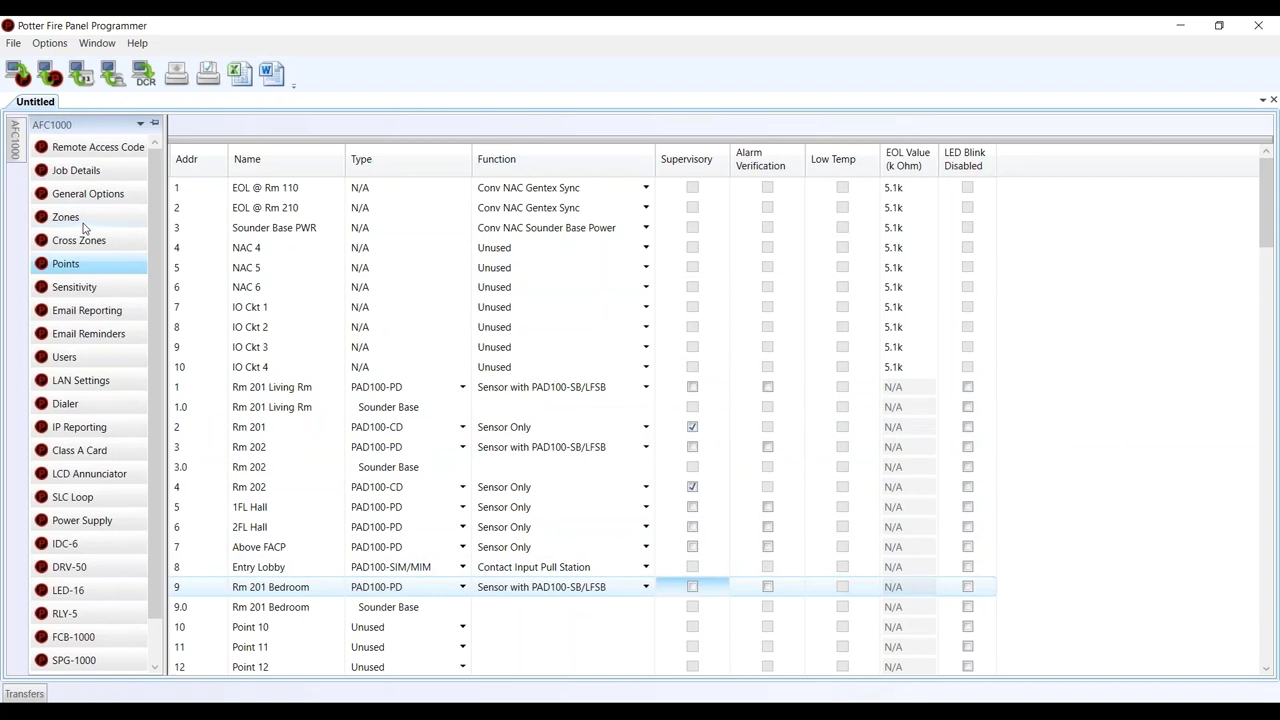 Potter Fire Panel Programmer
File Options Window Help
DCR
Untitled
AFC1000
AFC1000
Remote Access Code
Job Details
General Options
Zones
Cross Zones
Points
Sensitivity
Email Reporting
Email Reminders
Users
LAN Settings
Dialer
IP Reporting
Class A Card
LCD Annunciator
SLC Loop
Power Supply
IDC-6
DRV-50
LED-16
RLY-5
FCB-1000
SPG-1000
Addr Name Type Function Supervisory Alarm Verification Low Temp EOL Value (k Ohm) LED Blink Disabled
1 EOL @ Rm 110 N/A Conv NAC Gentex Sync 5.1k
2 EOL @ Rm 210 N/A Conv NAC Gentex Sync 5.1k
3 Sounder Base PWR N/A Conv NAC Sounder Base Power 5.1k
4 NAC 4 N/A Unused 5.1k
5 NAC 5 N/A Unused 5.1k
6 NAC 6 N/A Unused 5.1k
7 IO Ckt 1 N/A Unused 5.1k
8 IO Ckt 2 N/A Unused 5.1k
9 IO Ckt 3 N/A Unused 5.1k
10 IO Ckt 4 N/A Unused 5.1k
1 Rm 201 Living Rm PAD100-PD Sensor with PAD100-SB/LFSB N/A
1.0 Rm 201 Living Rm Sounder Base N/A
2 Rm 201 PAD100-CD Sensor Only N/A
3 Rm 202 PAD100-PD Sensor with PAD100-SB/LFSB N/A
3.0 Rm 202 Sounder Base N/A
4 Rm 202 PAD100-CD Sensor Only N/A
5 1FL Hall PAD100-PD Sensor Only N/A
6 2FL Hall PAD100-PD Sensor Only N/A
7 Above FACP PAD100-PD Sensor Only N/A
8 Entry Lobby PAD100-SIM/MIM Contact Input Pull Station N/A
9 Rm 201 Bedroom PAD100-PD Sensor with PAD100-SB/LFSB N/A
9.0 Rm 201 Bedroom Sounder Base N/A
10 Point 10 Unused N/A
11 Point 11 Unused N/A
12 Point 12 Unused N/A
Transfers